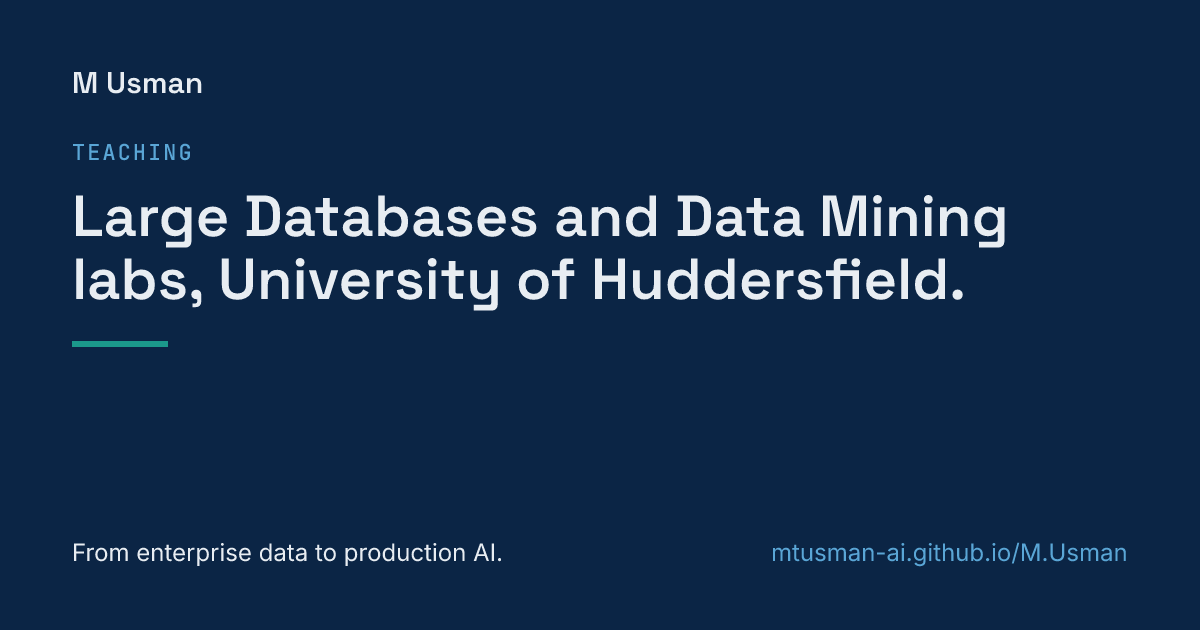 M Usman
TEACHING
Large Databases and Data Mining
labs, University of Huddersfield.
From enterprise data to production AI.
mtusman-ai.github.io/M.Usman